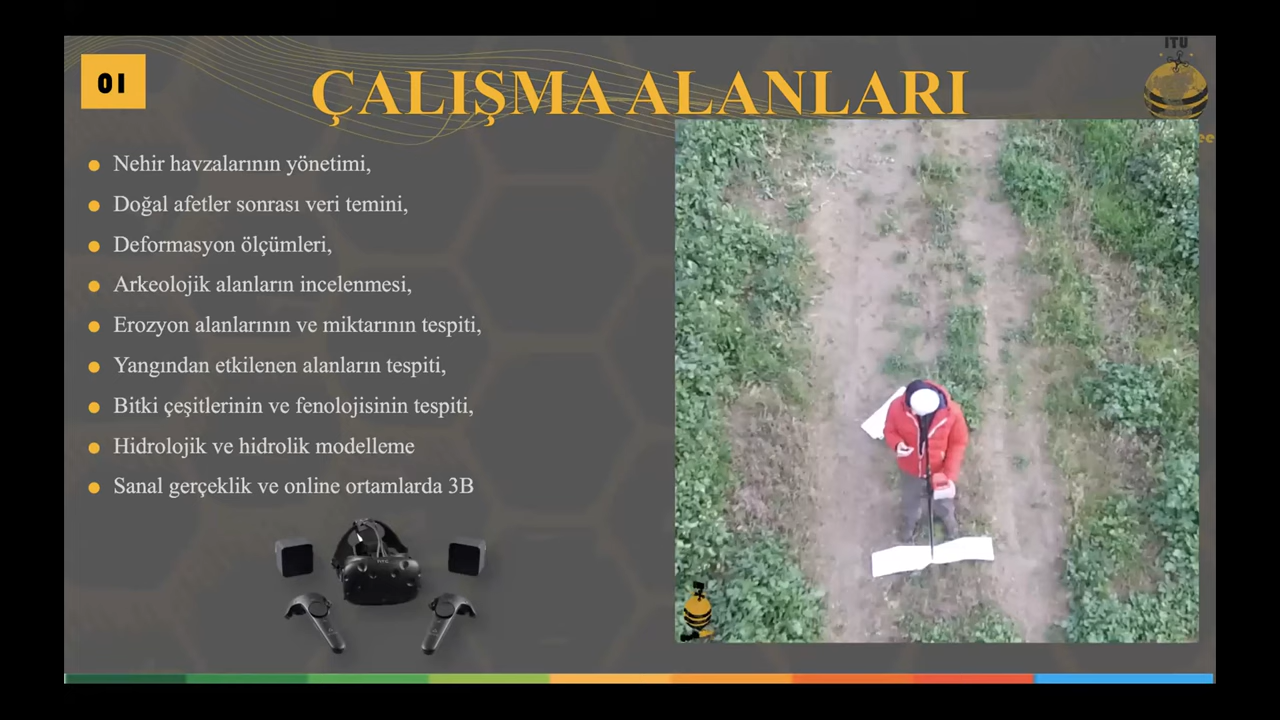 01
ÇALIŞMA ALANLARI
İTÜ
Nehir havzalarının yönetimi,
Doğal afetler sonrası veri temini,
Deformasyon ölçümleri,
Arkeolojik alanların incelenmesi,
Erozyon alanlarının ve miktarının tespiti,
Yangından etkilenen alanların tespiti,
Bitki çeşitlerinin ve fenolojisinin tespiti,
Hidrolojik ve hidrolik modelleme
Sanal gerçeklik ve online ortamlarda 3B